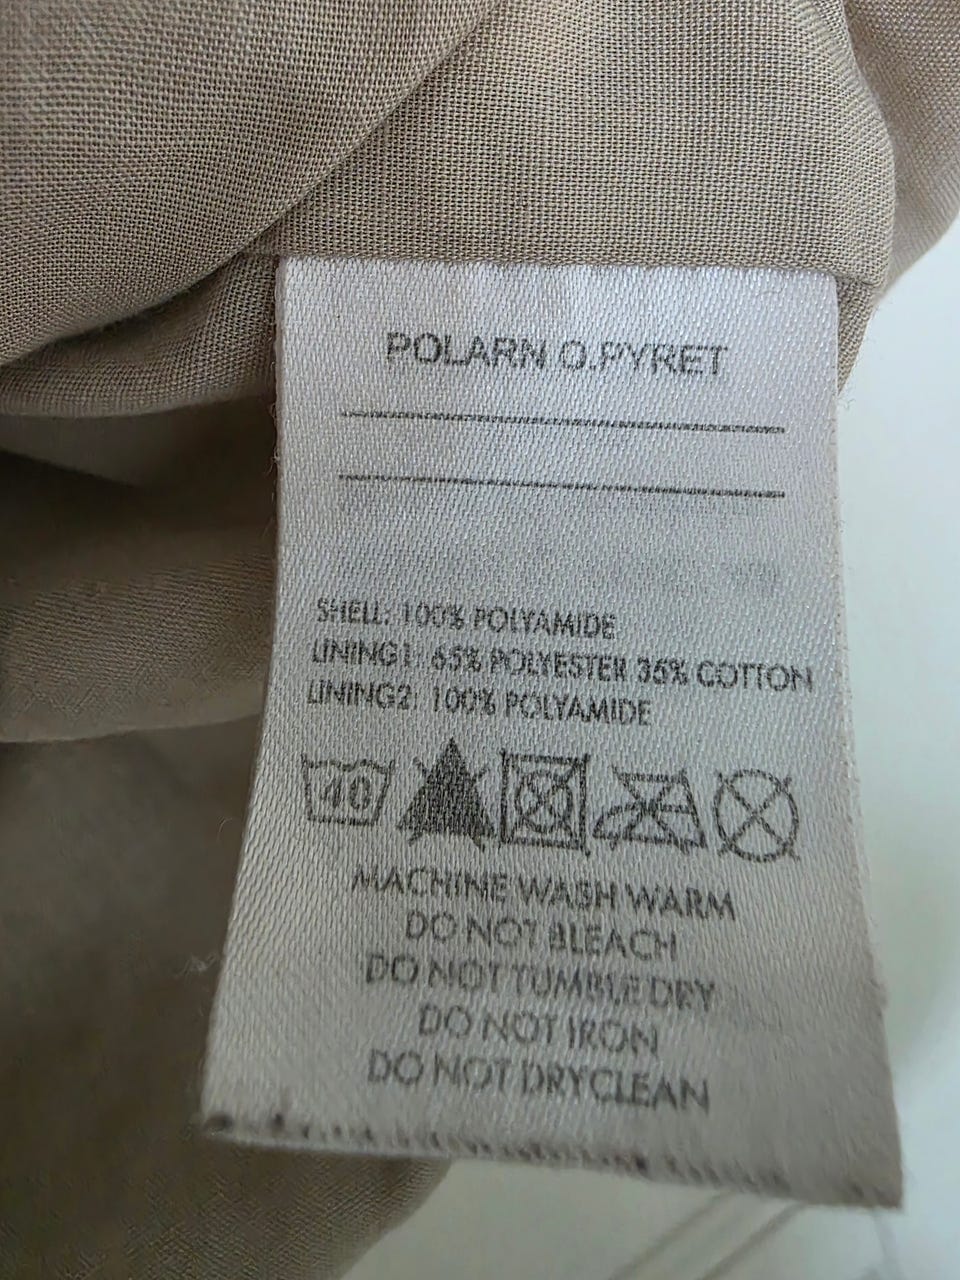 POLARN O.PYRET
SHELL: 100% POLYAMIDE
LINING1: 65% POLYESTER 35% COTTON
LINING2: 100% POLYAMIDE
40
MACHINE WASH WARM
DO NOT BLEACH
DO NOT TUMBLE DRY
DO NOT IRON
DO NOT DRYCLEAN